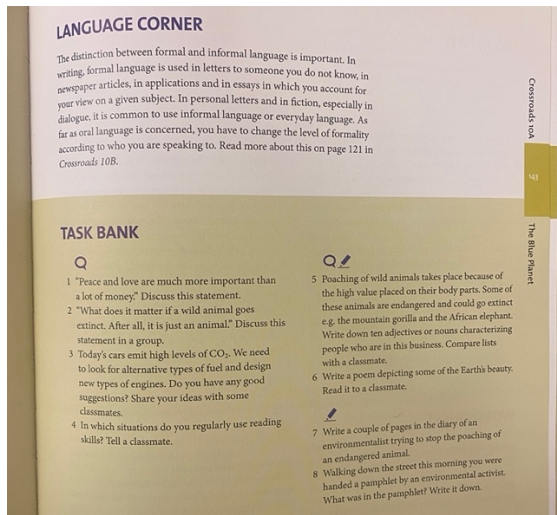 LANGUAGE CORNER
The distinction between formal and informal language is important. In
writing, formal language is used in letters to someone you do not know, in
newspaper articles, in applications and in essays in which you account for
your view on a given subject. In personal letters and in fiction, especially in
dialogue, it is common to use informal language or everyday language. As
far as oral language is concerned, you have to change the level of formality
according to who you are speaking to. Read more about this on page 121 in
Crossroads 10B.
Crossroads 10A
143
The Blue Planet
TASK BANK
1 "Peace and love are much more important than
a lot of money." Discuss this statement.
2 "What does it matter if a wild animal goes
extinct. After all, it is just an animal." Discuss this
statement in a group.
3 Today's cars emit high levels of CO₂. We need
to look for alternative types of fuel and design
new types of engines. Do you have any good
suggestions? Share your ideas with some
classmates.
4 In which situations do you regularly use reading
skills? Tell a classmate.
5 Poaching of wild animals takes place because of
the high value placed on their body parts. Some of
these animals are endangered and could go extinct
e.g. the mountain gorilla and the African elephant.
Write down ten adjectives or nouns characterizing
people who are in this business. Compare lists
with a classmate.
6 Write a poem depicting some of the Earth's beauty.
Read it to a classmate.
7 Write a couple of pages in the diary of an
environmentalist trying to stop the poaching of
an endangered animal.
8 Walking down the street this morning you were
handed a pamphlet by an environmental activist.
What was in the pamphlet? Write it down.